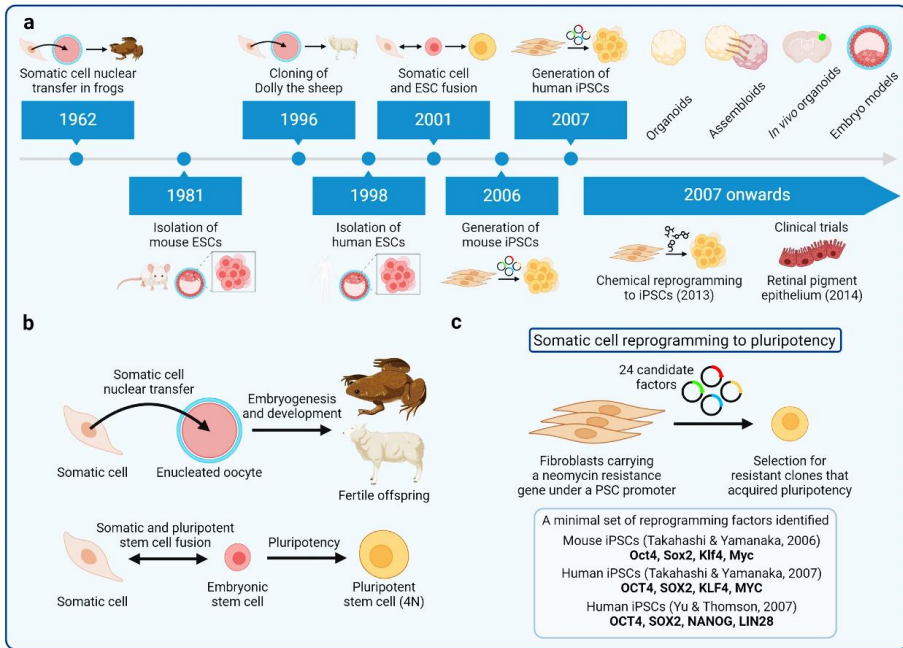 a
Somatic cell nuclear
transfer in frogs
1962
Cloning of
Dolly the sheep
1996
Somatic cell
and ESC fusion
2001
Generation of
human iPSCs
2007
Organoids
Assembloids
In vivo organoids
Embryo models
1981
Isolation of
mouse ESCs
1998
Isolation of
human ESCs
2006
Generation of
mouse iPSCs
2007 onwards
Chemical reprogramming
to iPSCs (2013)
Clinical trials
Retinal pigment
epithelium (2014)
b
Somatic cell
nuclear transfer
Somatic cell
Enucleated oocyte
Embryogenesis
and development
Fertile offspring
Somatic and pluripotent
stem cell fusion
Somatic cell
Embryonic
stem cell
Pluripotency
Pluripotent
stem cell (4N)
c
Somatic cell reprogramming to pluripotency
24 candidate
factors
Fibroblasts carrying
a neomycin resistance
gene under a PSC promoter
Selection for
resistant clones that
acquired pluripotency
A minimal set of reprogramming factors identified
Mouse iPSCs (Takahashi & Yamanaka, 2006)
Oct4, Sox2, Klf4, Myc
Human iPSCs (Takahashi & Yamanaka, 2007)
OCT4, SOX2, KLF4, MYC
Human iPSCs (Yu & Thomson, 2007)
OCT4, SOX2, NANOG, LIN28